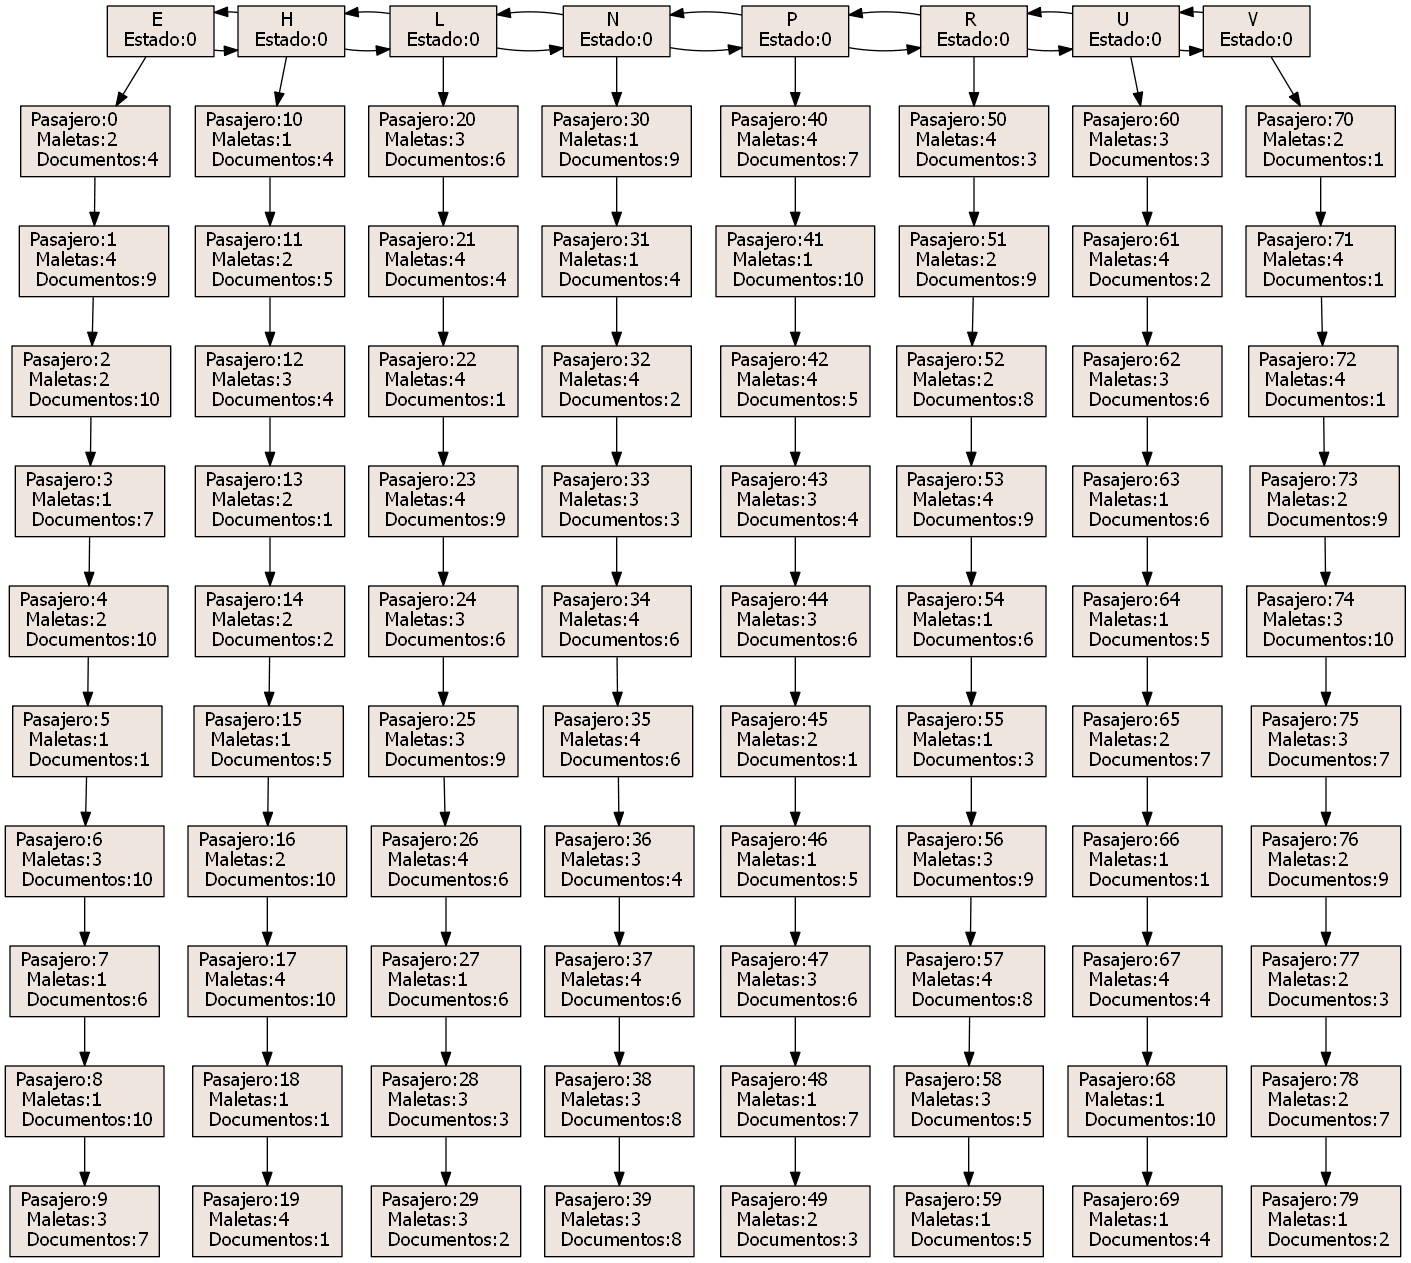 E
Estado:0
H
Estado:0
L
Estado:0
N
Estado:0
P
Estado:0
R
Estado:0
U
Estado:0
V
Estado:0
Pasajero:0
Maletas:2
Documentos:4
Pasajero:10
Maletas:1
Documentos:4
Pasajero:20
Maletas:3
Documentos:6
Pasajero:30
Maletas:1
Documentos:9
Pasajero:40
Maletas:4
Documentos:7
Pasajero:50
Maletas:4
Documentos:3
Pasajero:60
Maletas:3
Documentos:3
Pasajero:70
Maletas:2
Documentos:1
Pasajero:1
Maletas:4
Documentos:9
Pasajero:11
Maletas:2
Documentos:5
Pasajero:21
Maletas:4
Documentos:4
Pasajero:31
Maletas:1
Documentos:4
Pasajero:41
Maletas:1
Documentos:10
Pasajero:51
Maletas:2
Documentos:9
Pasajero:61
Maletas:4
Documentos:2
Pasajero:71
Maletas:4
Documentos:1
Pasajero:2
Maletas:2
Documentos:10
Pasajero:12
Maletas:3
Documentos:4
Pasajero:22
Maletas:4
Documentos:1
Pasajero:32
Maletas:4
Documentos:2
Pasajero:42
Maletas:4
Documentos:5
Pasajero:52
Maletas:2
Documentos:8
Pasajero:62
Maletas:3
Documentos:6
Pasajero:72
Maletas:4
Documentos:1
Pasajero:3
Maletas:1
Documentos:7
Pasajero:13
Maletas:2
Documentos:1
Pasajero:23
Maletas:4
Documentos:9
Pasajero:33
Maletas:3
Documentos:3
Pasajero:43
Maletas:3
Documentos:4
Pasajero:53
Maletas:4
Documentos:9
Pasajero:63
Maletas:1
Documentos:6
Pasajero:73
Maletas:2
Documentos:9
Pasajero:4
Maletas:2
Documentos:10
Pasajero:14
Maletas:2
Documentos:2
Pasajero:24
Maletas:3
Documentos:6
Pasajero:34
Maletas:4
Documentos:6
Pasajero:44
Maletas:3
Documentos:6
Pasajero:54
Maletas:1
Documentos:6
Pasajero:64
Maletas:1
Documentos:5
Pasajero:74
Maletas:3
Documentos:10
Pasajero:5
Maletas:1
Documentos:1
Pasajero:15
Maletas:1
Documentos:5
Pasajero:25
Maletas:3
Documentos:9
Pasajero:35
Maletas:4
Documentos:6
Pasajero:45
Maletas:2
Documentos:1
Pasajero:55
Maletas:1
Documentos:3
Pasajero:65
Maletas:2
Documentos:7
Pasajero:75
Maletas:3
Documentos:7
Pasajero:6
Maletas:3
Documentos:10
Pasajero:16
Maletas:2
Documentos:10
Pasajero:26
Maletas:4
Documentos:6
Pasajero:36
Maletas:3
Documentos:4
Pasajero:46
Maletas:1
Documentos:5
Pasajero:56
Maletas:3
Documentos:9
Pasajero:66
Maletas:1
Documentos:1
Pasajero:76
Maletas:2
Documentos:9
Pasajero:7
Maletas:1
Documentos:6
Pasajero:17
Maletas:4
Documentos:10
Pasajero:27
Maletas:1
Documentos:6
Pasajero:37
Maletas:4
Documentos:6
Pasajero:47
Maletas:3
Documentos:6
Pasajero:57
Maletas:4
Documentos:8
Pasajero:67
Maletas:4
Documentos:4
Pasajero:77
Maletas:2
Documentos:3
Pasajero:8
Maletas:1
Documentos:10
Pasajero:18
Maletas:1
Documentos:1
Pasajero:28
Maletas:3
Documentos:3
Pasajero:38
Maletas:3
Documentos:8
Pasajero:48
Maletas:1
Documentos:7
Pasajero:58
Maletas:3
Documentos:5
Pasajero:68
Maletas:1
Documentos:10
Pasajero:78
Maletas:2
Documentos:7
Pasajero:9
Maletas:3
Documentos:7
Pasajero:19
Maletas:4
Documentos:1
Pasajero:29
Maletas:3
Documentos:2
Pasajero:39
Maletas:3
Documentos:8
Pasajero:49
Maletas:2
Documentos:3
Pasajero:59
Maletas:1
Documentos:5
Pasajero:69
Maletas:1
Documentos:4
Pasajero:79
Maletas:1
Documentos:2